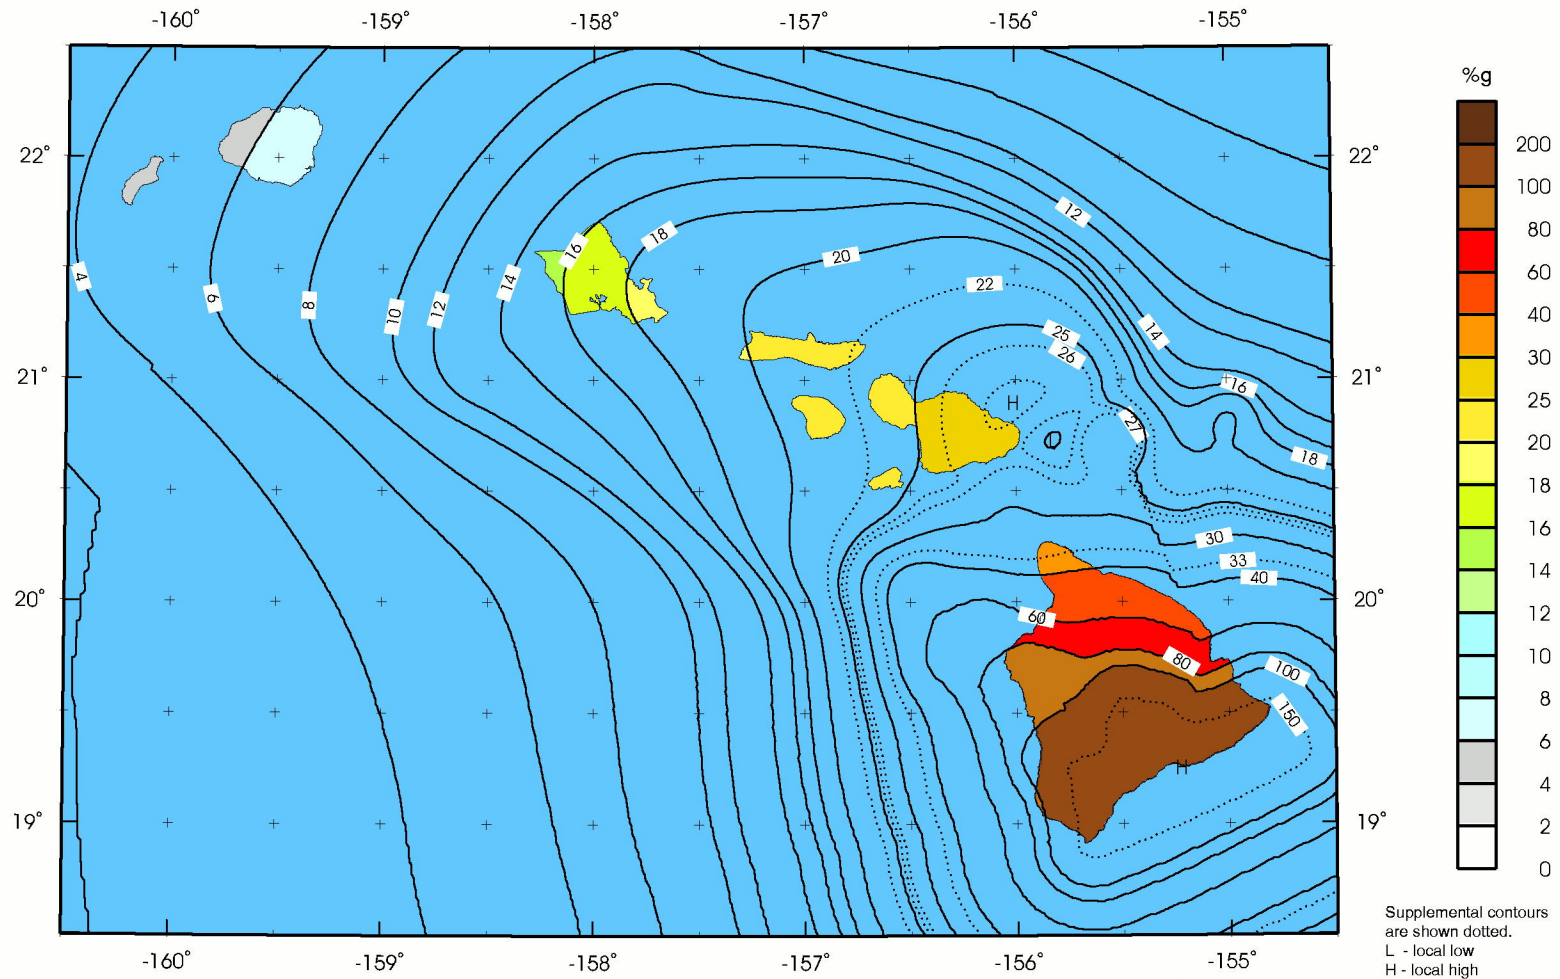 -160° -159° -158° -157° -156° -155°
%g
22° 22°
21° 21°
20° 20°
19° 19°
4 6 8 10 12 14 16 18 20 22 25 26 27
12 14 16 18
30
33
40
60
80
100
150
H
L
H
200
100
80
60
40
30
25
20
18
16
14
12
10
8
6
4
2
0
-160° -159° -158° -157° -156° -155°
Supplemental contours
are shown dotted.
L - local low
H - local high